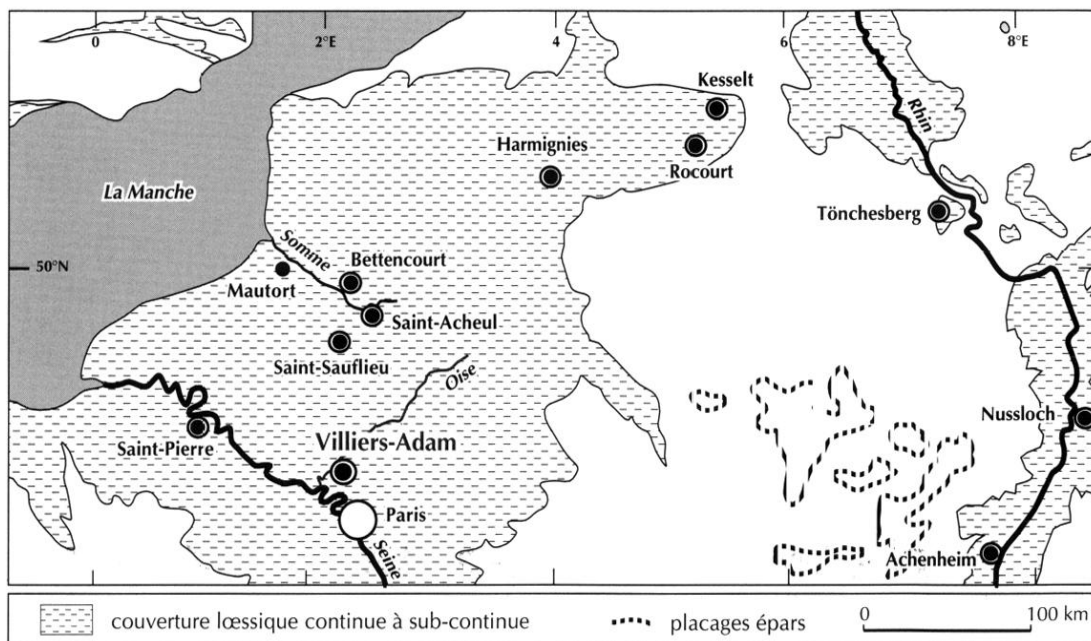 0 2°E 4 6 8°E
Kesselt
Rhin
Harmignies
Rocourt
La Manche
Tönchesberg
Somme
Bettencourt
50°N
Mautort
Saint-Acheul
Saint-Sauflieu
Oise
Nussloch
Villiers-Adam
Saint-Pierre
Paris
Seine
Achenheim
couverture lœssique continue à sub-continue
placages épars
0 100 km